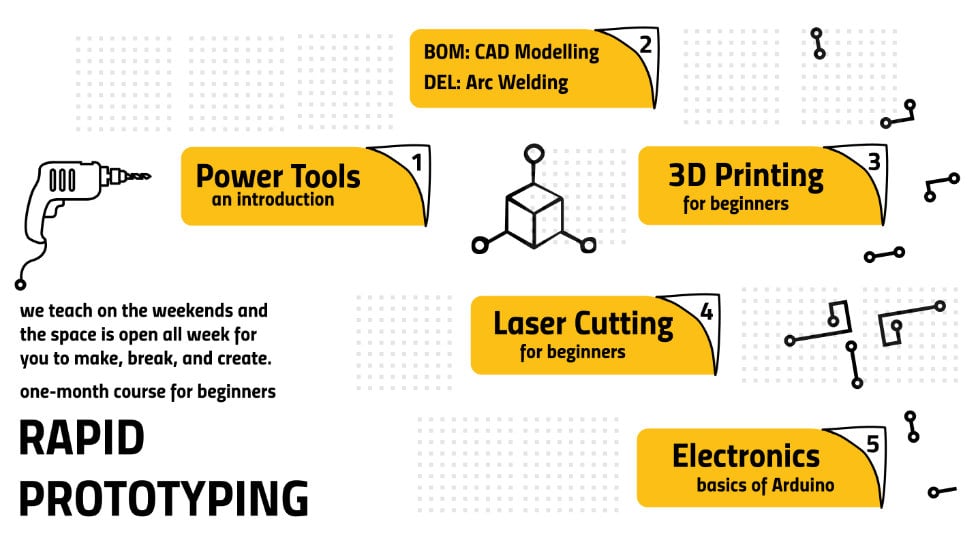 BOM: CAD Modelling
DEL: Arc Welding
2
Power Tools
an introduction
1
3D Printing
for beginners
3
Laser Cutting
for beginners
4
Electronics
basics of Arduino
5
we teach on the weekends and
the space is open all week for
you to make, break, and create.
one-month course for beginners
RAPID
PROTOTYPING